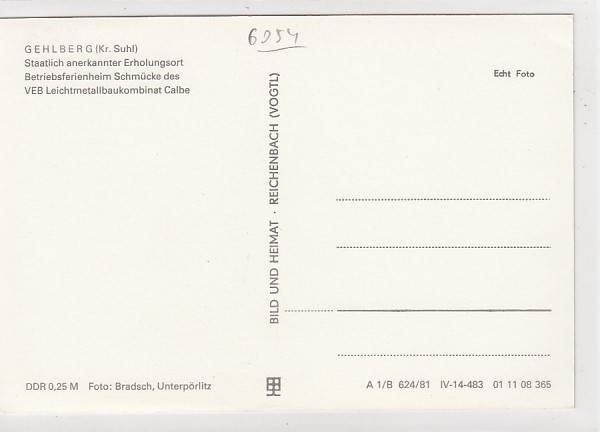 GEHLBERG (Kr. Suhl)
Staatlich anerkannter Erholungsort
Betriebsferienheim Schmücke des
VEB Leichtmetallbaukombinat Calbe
6954
Echt Foto
BILD UND HEIMAT · REICHENBACH (VOGTL)
DDR 0,25 M Foto: Bradsch, Unterpörlitz
A 1/B 624/81 IV-14-483 01 11 08 365